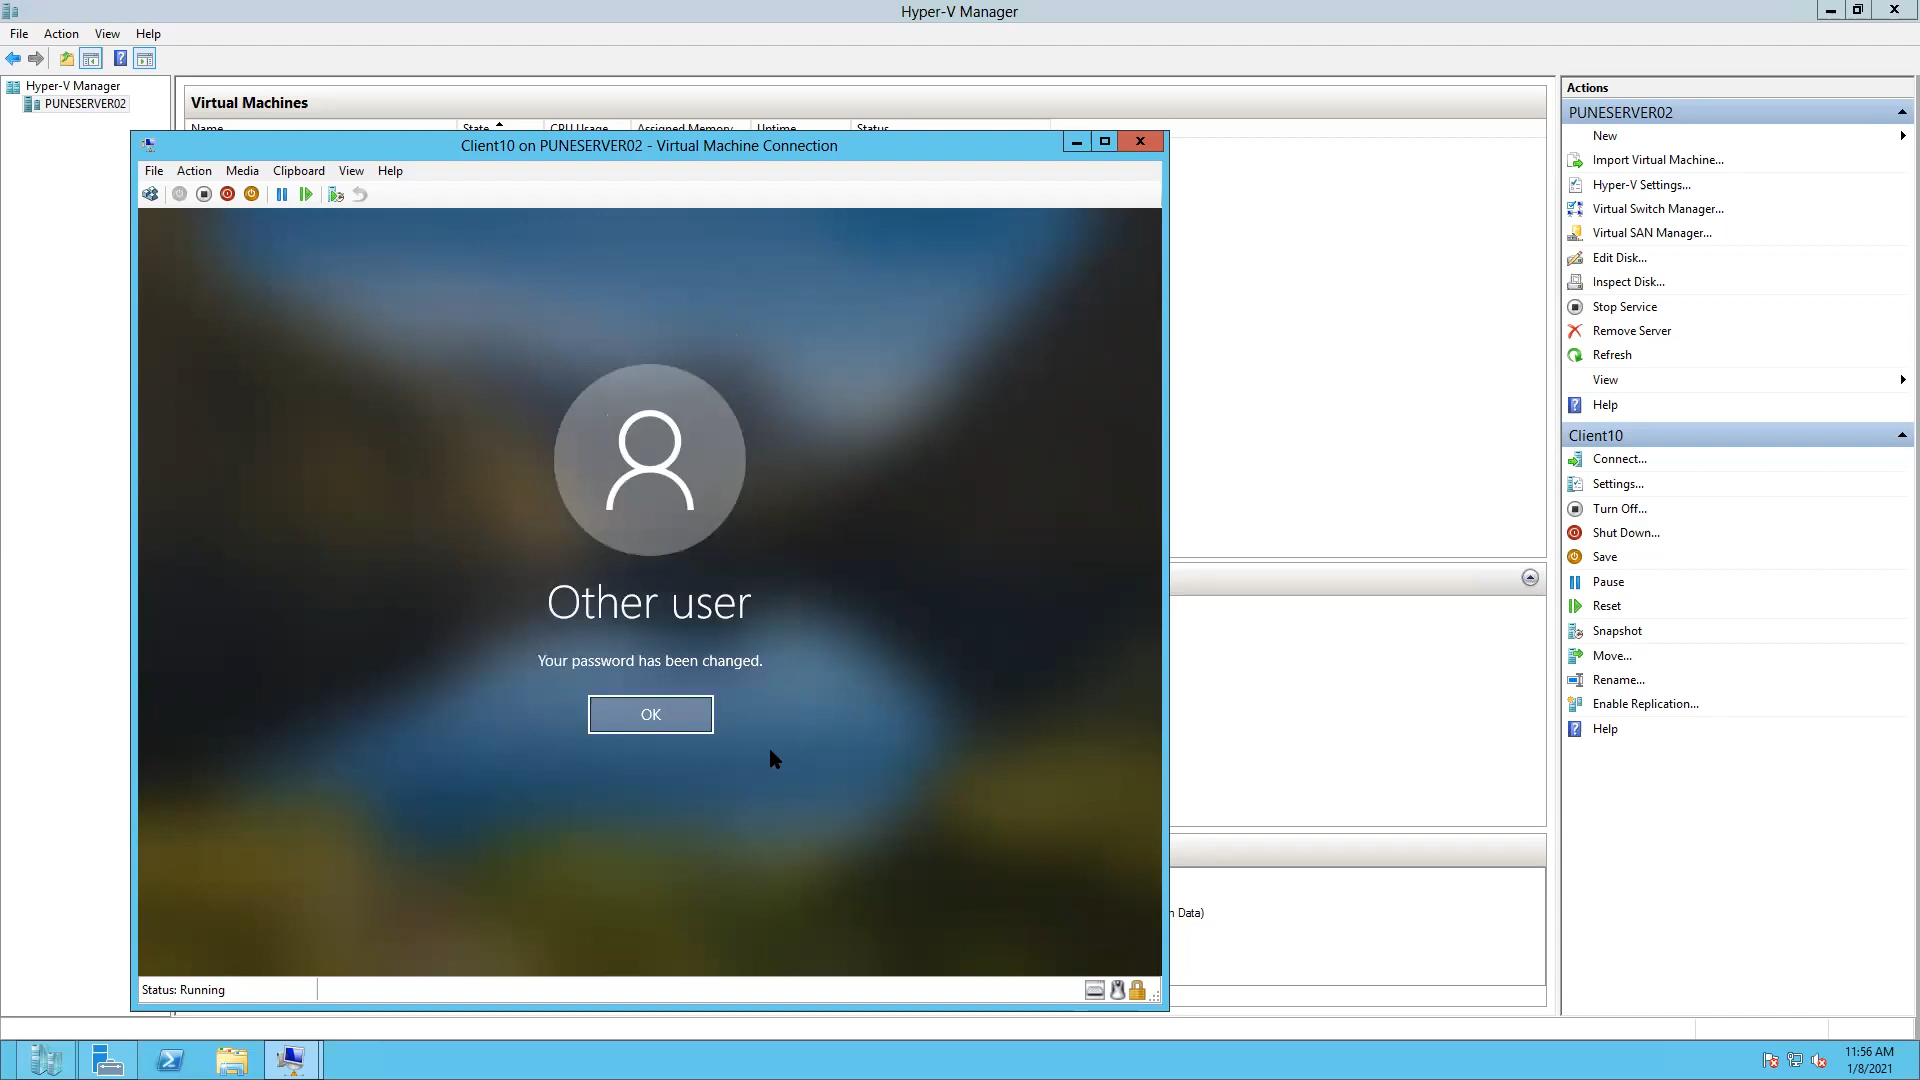 Hyper-V Manager
File Action View Help
Hyper-V Manager
PUNESERVER02
Virtual Machines
Name State CPU Usage Assigned Memory Uptime Status
Client10 on PUNESERVER02 - Virtual Machine Connection
File Action Media Clipboard View Help
Other user
Your password has been changed.
OK
Status: Running
n Data)
Actions
PUNESERVER02
New
Import Virtual Machine...
Hyper-V Settings...
Virtual Switch Manager...
Virtual SAN Manager...
Edit Disk...
Inspect Disk...
Stop Service
Remove Server
Refresh
View
Help
Client10
Connect...
Settings...
Turn Off...
Shut Down...
Save
Pause
Reset
Snapshot
Move...
Rename...
Enable Replication...
Help
11:56 AM
1/8/2021